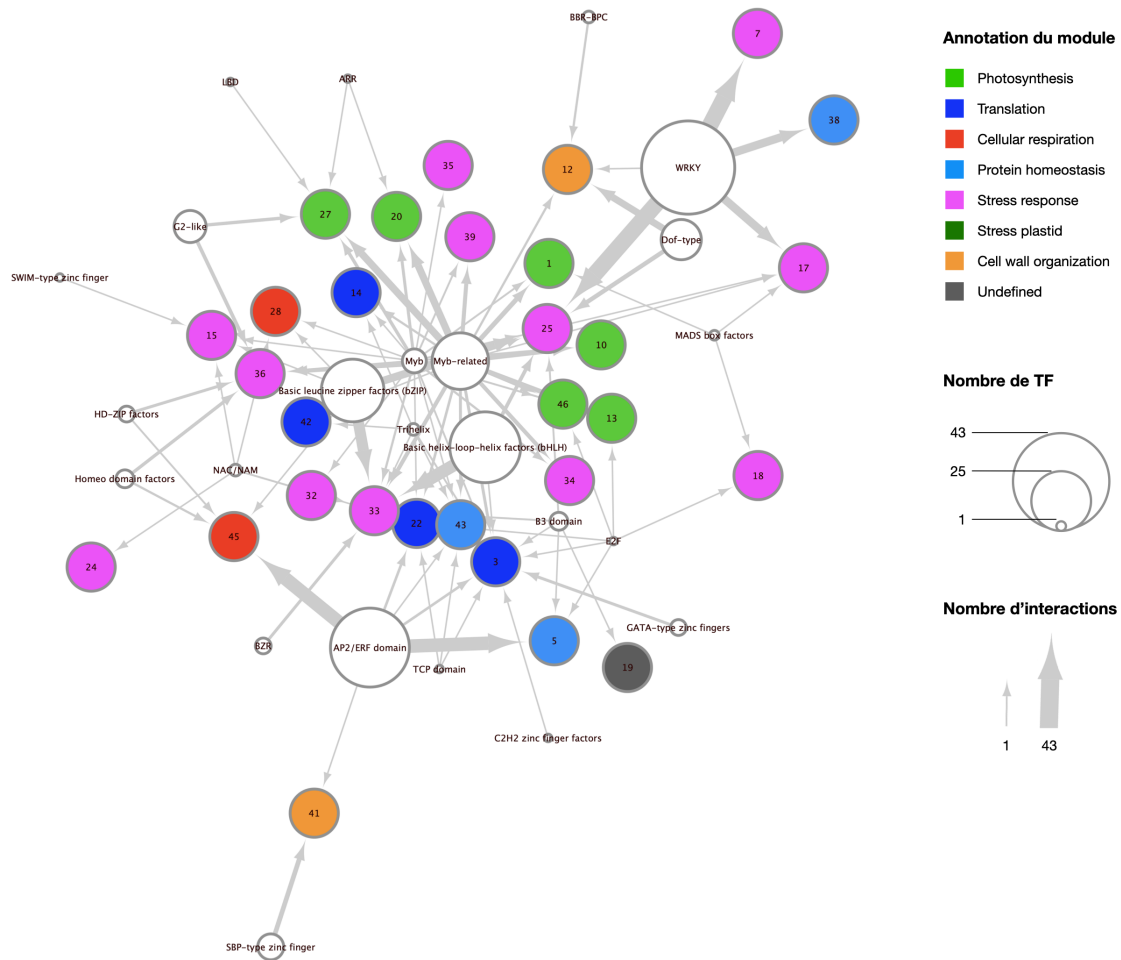 BBR-BPC
7
LBD
ARR
38
35
12
WRKY
27
20
G2-like
39
Dof-type
1
17
SWIM-type zinc finger
14
28
25
15
MADS box factors
10
Myb
Myb-related
36
Basic leucine zipper factors (bZIP)
46
HD-ZIP factors
13
42
Trihelix
Basic helix-loop-helix factors (bHLH)
NAC/NAM
18
Homeo domain factors
34
32
33
22
43
B3 domain
45
E2F
3
24
GATA-type zinc fingers
5
BZR
AP2/ERF domain
19
TCP domain
C2H2 zinc finger factors
41
SBP-type zinc finger
Annotation du module
Photosynthesis
Translation
Cellular respiration
Protein homeostasis
Stress response
Stress plastid
Cell wall organization
Undefined
Nombre de TF
43
25
1
Nombre d’interactions
1 43